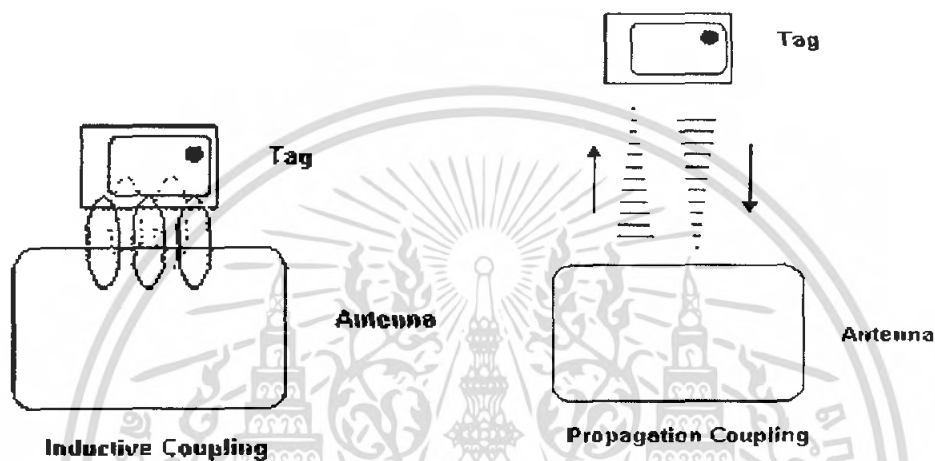 Tag
Antenna
Inductive Coupling
Tag
Antenna
Propagation Coupling